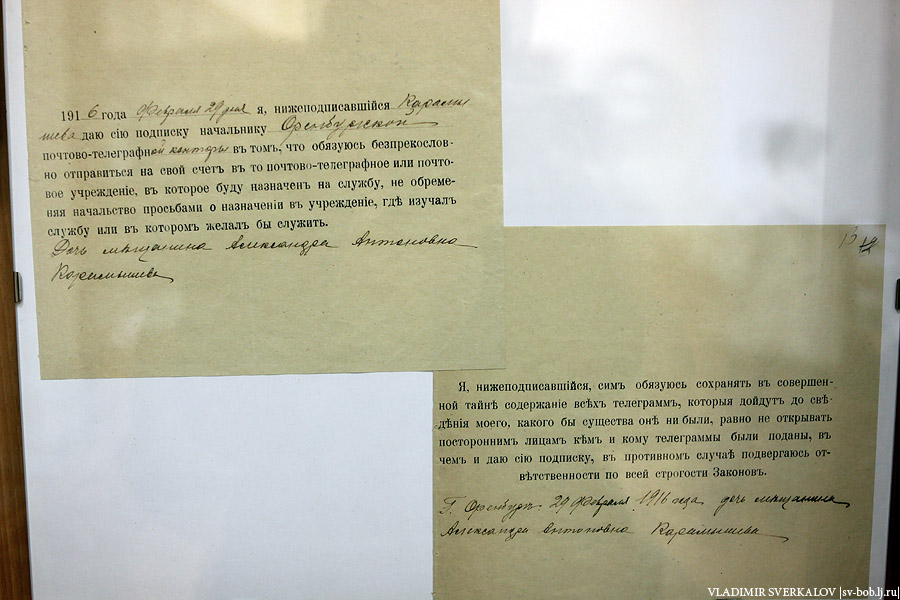 1916 года Февраля 29 дня я, нижеподписавшійся Карамы
шева даю сію подписку начальнику Оренбургской
почтово-телеграфной конторы въ томъ, что обязуюсь безпрекослов-
но отправиться на свой счетъ въ то почтово-телеграфное или почто-
вое учрежденіе, въ которое буду назначенъ на службу, не обреме-
няя начальство просьбами о назначеніи въ учрежденіе, гдѣ изучалъ
службу или въ которомъ желалъ бы служить.
Дочь мѣщанина Александра Антоновна
Карамышева
13
Я, нижеподписавшійся, симъ обязуюсь сохранять въ совершен-
ной тайнѣ содержаніе всѣхъ телеграммъ, которыя дойдутъ до свѣ-
дѣнія моего, какого бы существа онѣ ни были, равно не открывать
постороннимъ лицамъ кѣмъ и кому телеграммы были поданы, въ
чемъ и даю сію подписку, въ противномъ случаѣ подвергаюсь от-
вѣтственности по всей строгости Законовъ.
Г. Оренбургъ. 29 Февраля 1916 года дочь мѣщанина
Александра Антоновна Карамышева
VLADIMIR SVERKALOV |sv-bob.lj.ru|